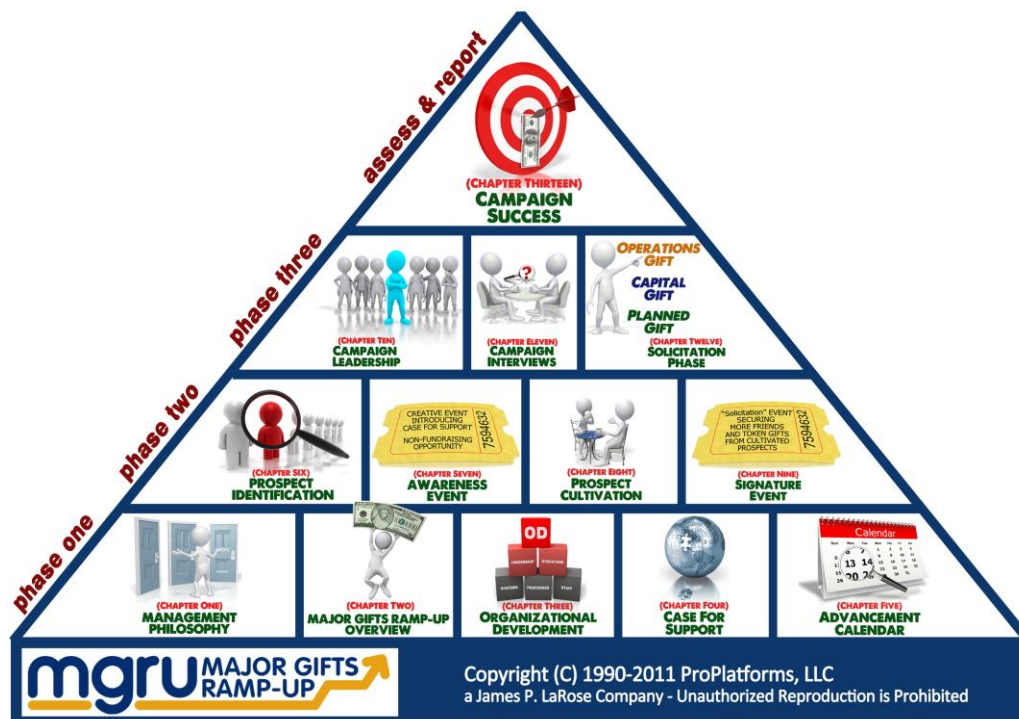 assess & report
(CHAPTER THIRTEEN)
CAMPAIGN
SUCCESS
phase three
(CHAPTER TEN)
CAMPAIGN
LEADERSHIP
?
(CHAPTER ELEVEN)
CAMPAIGN
INTERVIEWS
OPERATIONS
GIFT
CAPITAL
GIFT
PLANNED
GIFT
(CHAPTER TWELVE)
SOLICITATION
PHASE
phase two
(CHAPTER SIX)
PROSPECT
IDENTIFICATION
CREATIVE EVENT
INTRODUCING
CASE FOR SUPPORT
NON-FUNDRAISING
OPPORTUNITY
7594632
(CHAPTER SEVEN)
AWARENESS
EVENT
(CHAPTER EIGHT)
PROSPECT
CULTIVATION
"Solicitation" EVENT
SECURING
MORE FRIENDS
AND TOKEN GIFTS
FROM CULTIVATED
PROSPECTS
7594632
(CHAPTER NINE)
SIGNATURE
EVENT
phase one
(CHAPTER ONE)
MANAGEMENT
PHILOSOPHY
(CHAPTER TWO)
MAJOR GIFTS RAMP-UP
OVERVIEW
OD
LEADERSHIP STRUCTURE
SYSTEM PROCESSES STAFF
(CHAPTER THREE)
ORGANIZATIONAL
DEVELOPMENT
(CHAPTER FOUR)
CASE FOR
SUPPORT
Calendar
13 14
20
(CHAPTER FIVE)
ADVANCEMENT
CALENDAR
mgru MAJOR GIFTS
RAMP-UP
Copyright (C) 1990-2011 ProPlatforms, LLC
a James P. LaRose Company - Unauthorized Reproduction is Prohibited